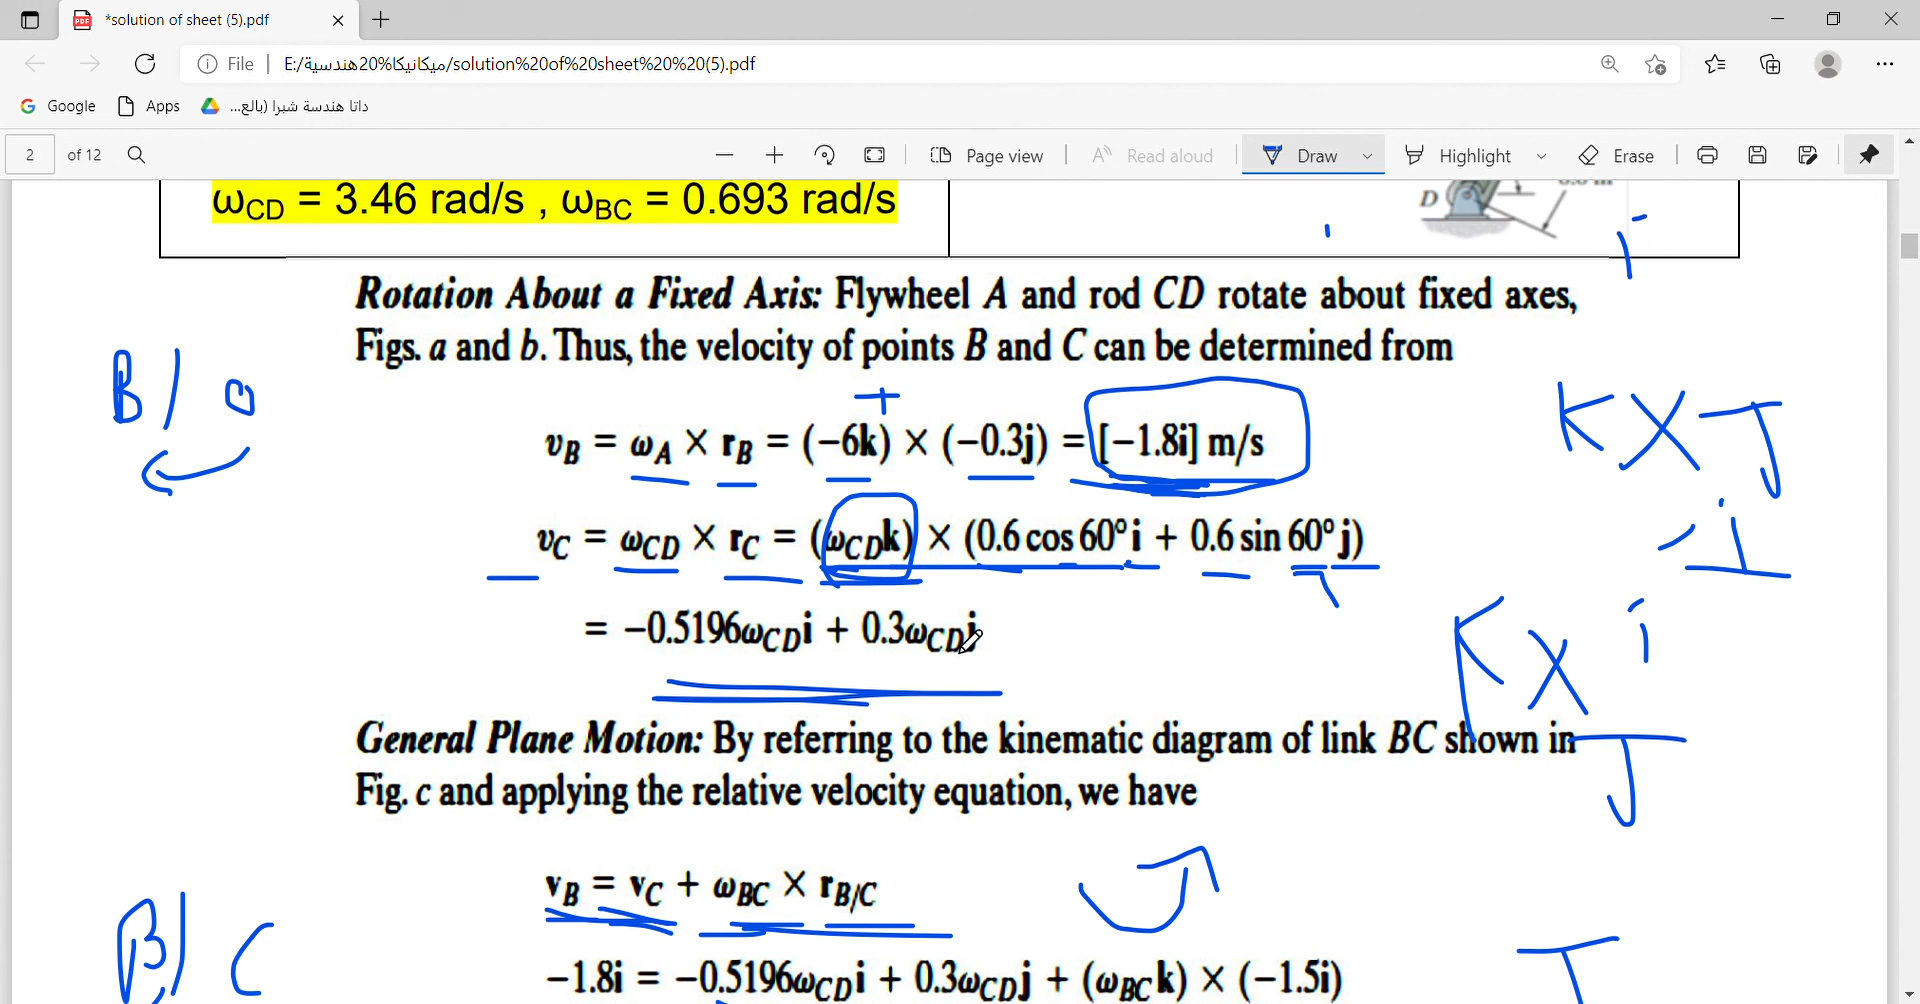 *solution of sheet (5).pdf
File | E:/ميكانيكا%20هندسية/solution%20of%20sheet%20%20(5).pdf
Google Apps داتا هندسة شبرا (بالع...
2 of 12 Page view Read aloud Draw Highlight Erase
ωCD = 3.46 rad/s , ωBC = 0.693 rad/s
D
Rotation About a Fixed Axis: Flywheel A and rod CD rotate about fixed axes,
Figs. a and b. Thus, the velocity of points B and C can be determined from
B/O
+
K X J
vB = ωA × rB = (−6k) × (−0.3j) = [−1.8i] m/s
- i
vC = ωCD × rC = (ωCDk) × (0.6 cos 60° i + 0.6 sin 60° j)
K X i
= −0.5196ωCDi + 0.3ωCDj
J
General Plane Motion: By referring to the kinematic diagram of link BC shown in
Fig. c and applying the relative velocity equation, we have
vB = vC + ωBC × rB/C
B/C
−1.8i = −0.5196ωCDi + 0.3ωCDj + (ωBCk) × (−1.5i)